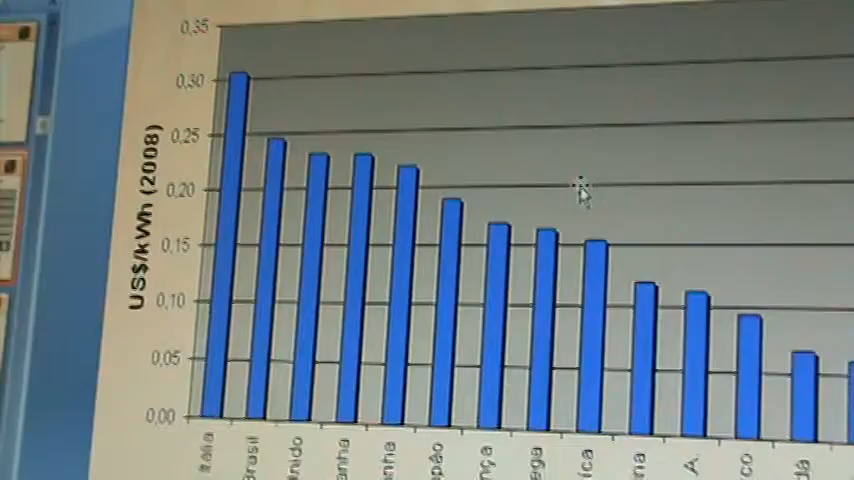 0,35
0,30
0,25
0,20
0,15
0,10
0,05
0,00
US$/kWh (2008)
Itália
Brasil
nido
anha
anha
pão
nça
ega
ica
na
A.
co
dá